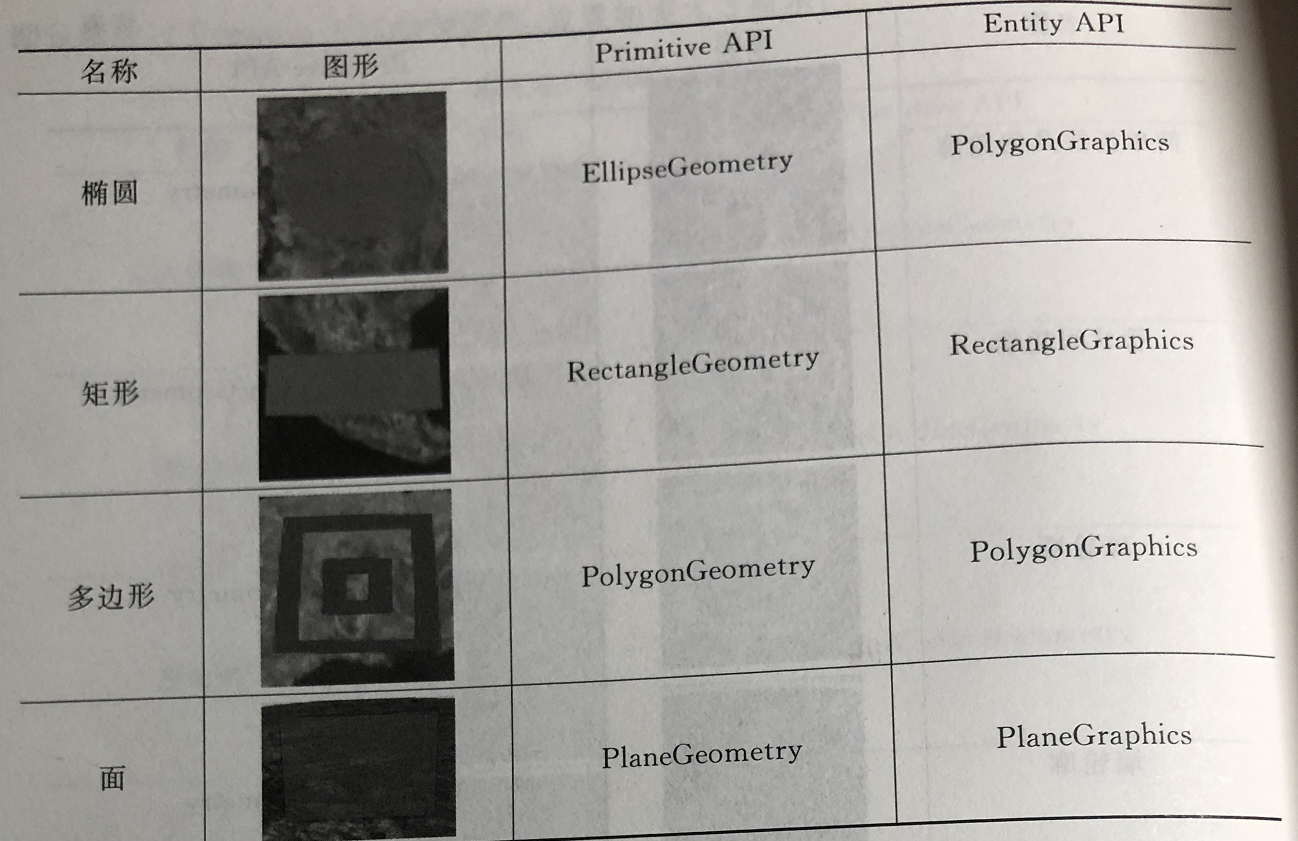 名称 图形 Primitive API Entity API
椭圆 EllipseGeometry PolygonGraphics
矩形 RectangleGeometry RectangleGraphics
多边形 PolygonGeometry PolygonGraphics
面 PlaneGeometry PlaneGraphics